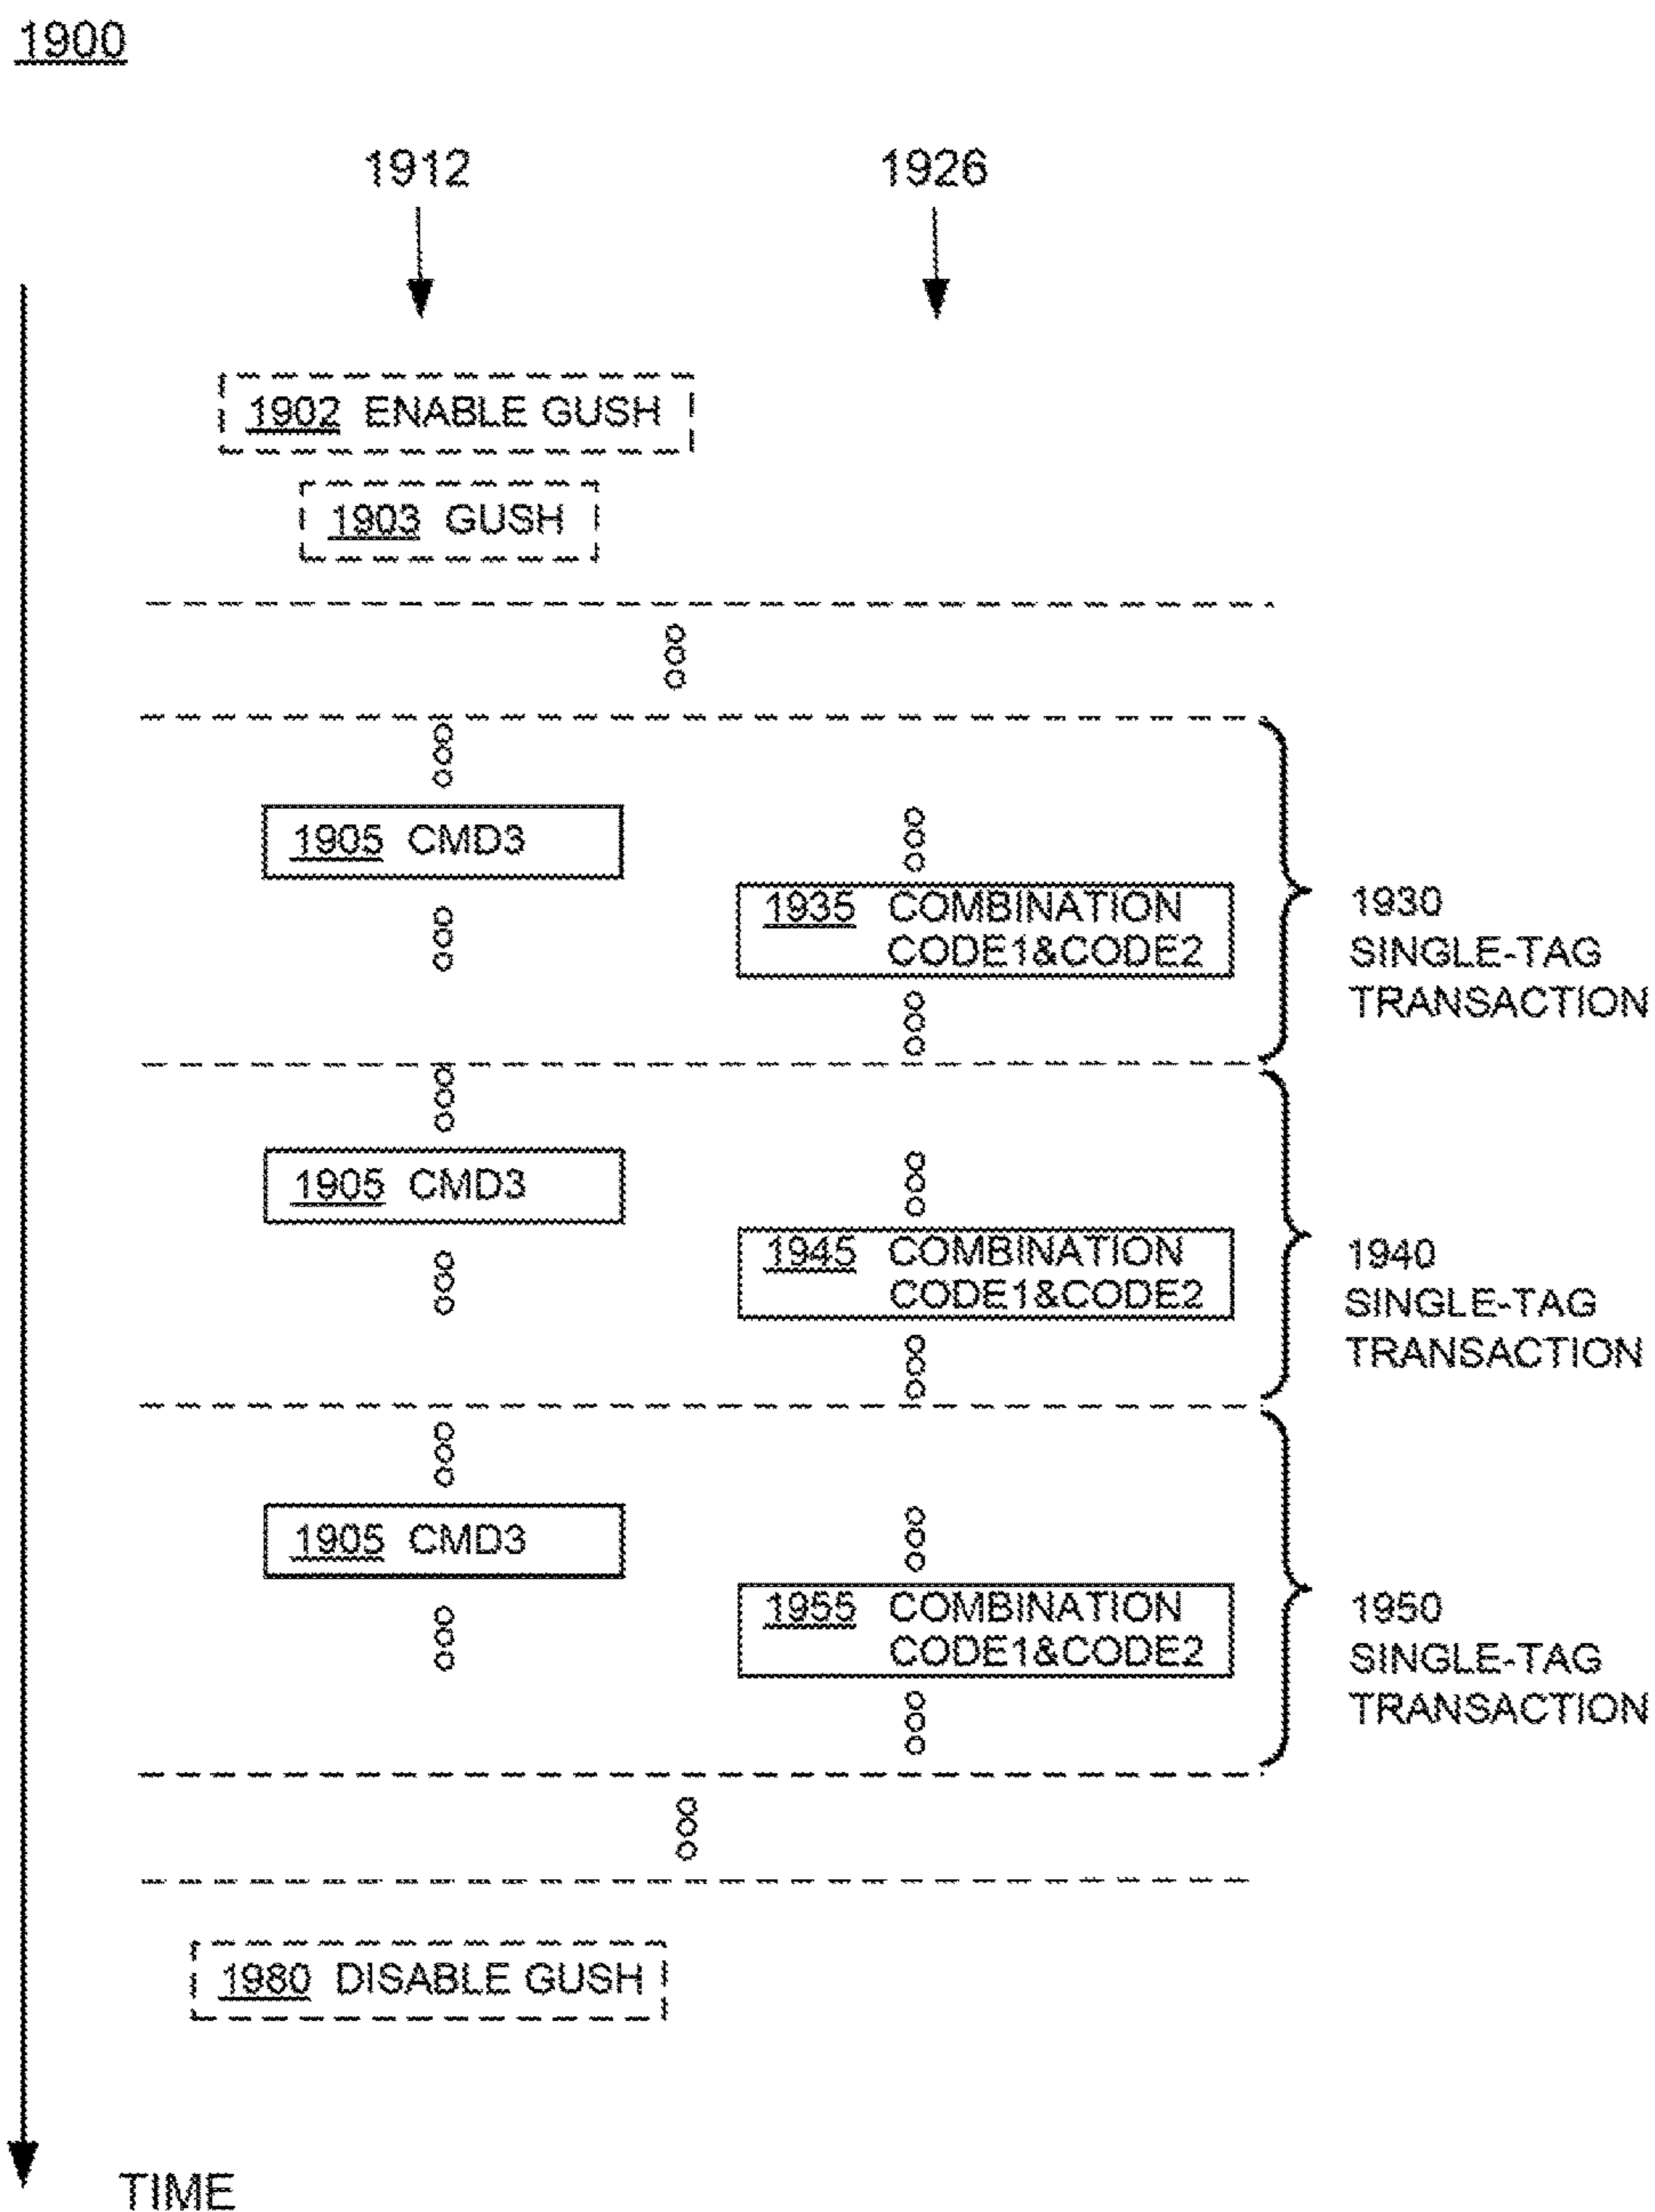 1900
1912
1926
1902 ENABLE GUSH
1903 GUSH
1905 CMD3
1935 COMBINATION
CODE1&CODE2
1930
SINGLE-TAG
TRANSACTION
1905 CMD3
1945 COMBINATION
CODE1&CODE2
1940
SINGLE-TAG
TRANSACTION
1905 CMD3
1955 COMBINATION
CODE1&CODE2
1950
SINGLE-TAG
TRANSACTION
1980 DISABLE GUSH
TIME